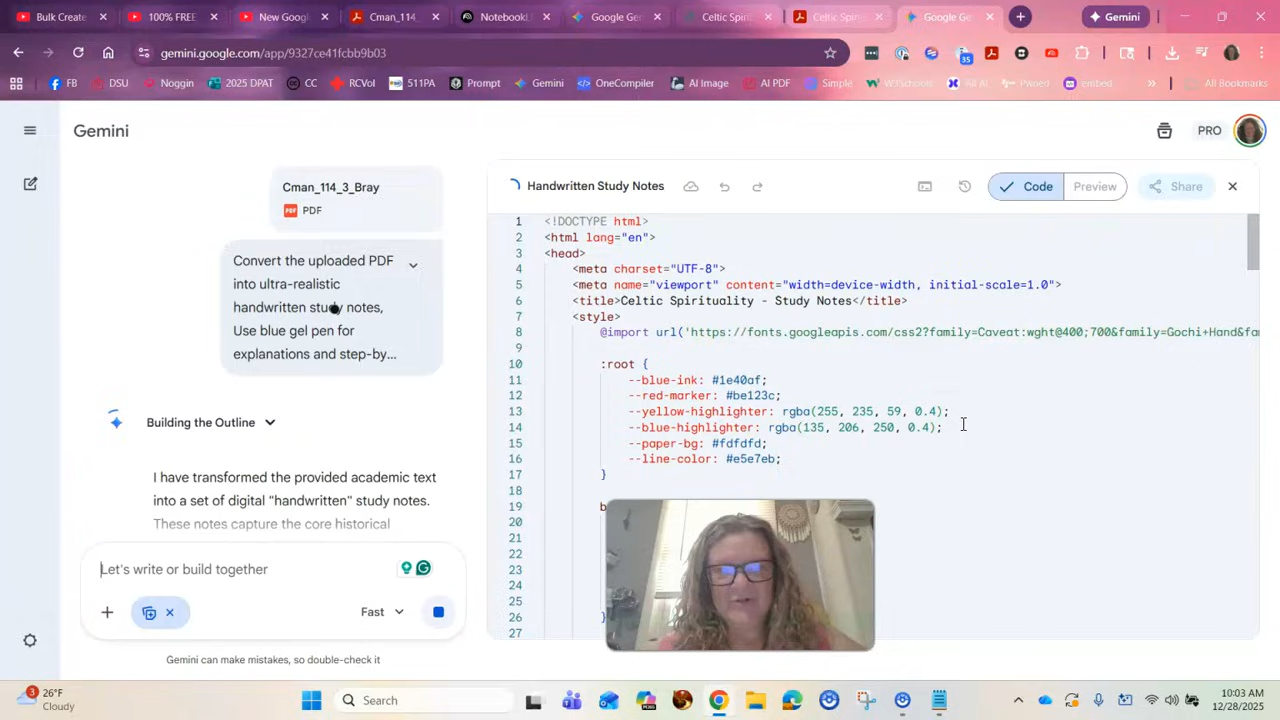 Bulk Create
100% FREE
New Googl
Cman_114_
NotebookL
Google Ge
Celtic Spirit
Celtic Spiri
Google Ge
Gemini
gemini.google.com/app/9327ce41fcbb9b03
35
FB
DSU
Noggin
2025 DPAT
CC
RCVol
511PA
Prompt
Gemini
OneCompiler
AI Image
AI PDF
Simple
W3Schools
All AI
Pwoed
embed
All Bookmarks
Gemini
PRO
Cman_114_3_Bray
PDF
PDF
Convert the uploaded PDF
into ultra-realistic
handwritten study notes,
Use blue gel pen for
explanations and step-by...
Building the Outline
I have transformed the provided academic text
into a set of digital "handwritten" study notes.
These notes capture the core historical
Let's write or build together
Fast
Gemini can make mistakes, so double-check it
Handwritten Study Notes
Code
Preview
Share
1 <!DOCTYPE html>
2 <html lang="en">
3 <head>
4 <meta charset="UTF-8">
5 <meta name="viewport" content="width=device-width, initial-scale=1.0">
6 <title>Celtic Spirituality - Study Notes</title>
7 <style>
8 @import url('https://fonts.googleapis.com/css2?family=Caveat:wght@400;700&family=Gochi+Hand&fa
9
10 :root {
11 --blue-ink: #1e40af;
12 --red-marker: #be123c;
13 --yellow-highlighter: rgba(255, 235, 59, 0.4);
14 --blue-highlighter: rgba(135, 206, 250, 0.4);
15 --paper-bg: #fdfdfd;
16 --line-color: #e5e7eb;
17 }
18
19 b
20
21
22
23
24
25
26 }
27
3
26°F
Cloudy
Search
10:03 AM
12/28/2025